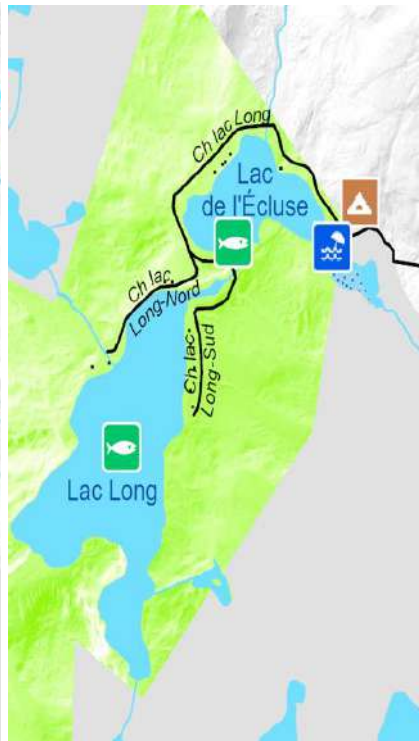 Ch lac Long
Lac
de l'Écluse
Ch lac
Long-Nord
Ch lac
Long-Sud
Lac Long